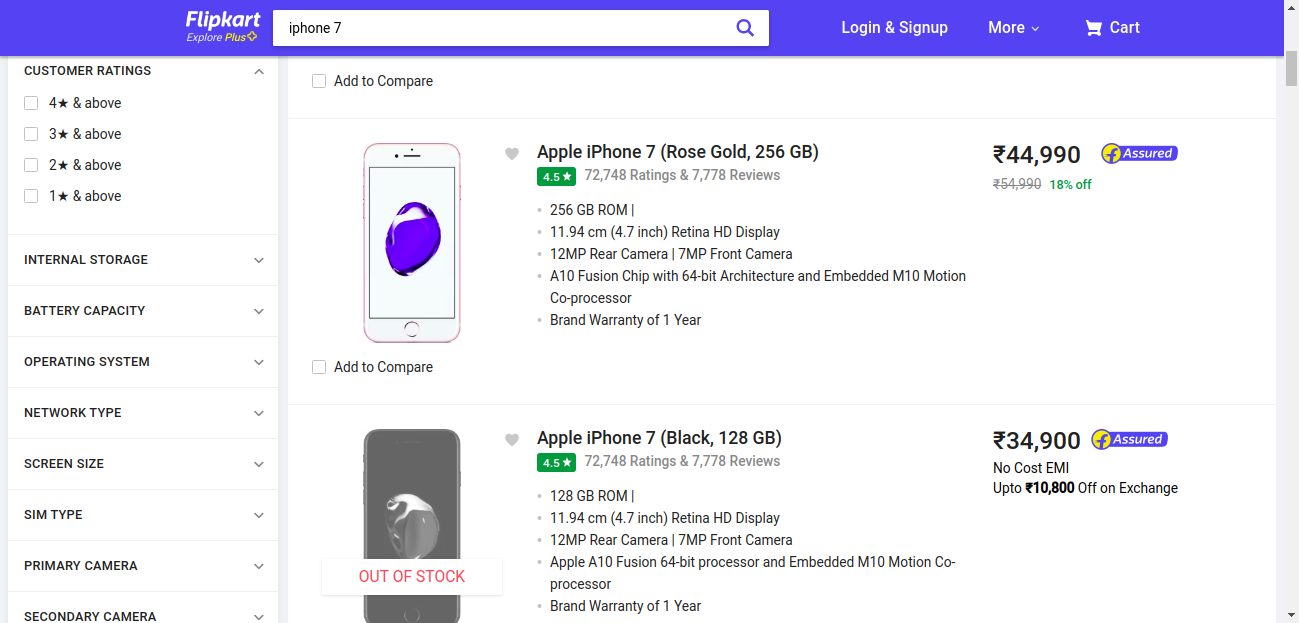 Flipkart
Explore Plus
iphone 7
Login & Signup
More
Cart
CUSTOMER RATINGS
4★ & above
3★ & above
2★ & above
1★ & above
INTERNAL STORAGE
BATTERY CAPACITY
OPERATING SYSTEM
NETWORK TYPE
SCREEN SIZE
SIM TYPE
PRIMARY CAMERA
SECONDARY CAMERA
Add to Compare
Apple iPhone 7 (Rose Gold, 256 GB)
4.5★ 72,748 Ratings & 7,778 Reviews
256 GB ROM |
11.94 cm (4.7 inch) Retina HD Display
12MP Rear Camera | 7MP Front Camera
A10 Fusion Chip with 64-bit Architecture and Embedded M10 Motion
Co-processor
Brand Warranty of 1 Year
₹44,990 f Assured
₹54,990 18% off
Add to Compare
OUT OF STOCK
Apple iPhone 7 (Black, 128 GB)
4.5★ 72,748 Ratings & 7,778 Reviews
128 GB ROM |
11.94 cm (4.7 inch) Retina HD Display
12MP Rear Camera | 7MP Front Camera
Apple A10 Fusion 64-bit processor and Embedded M10 Motion Co-
processor
Brand Warranty of 1 Year
₹34,900 f Assured
No Cost EMI
Upto ₹10,800 Off on Exchange